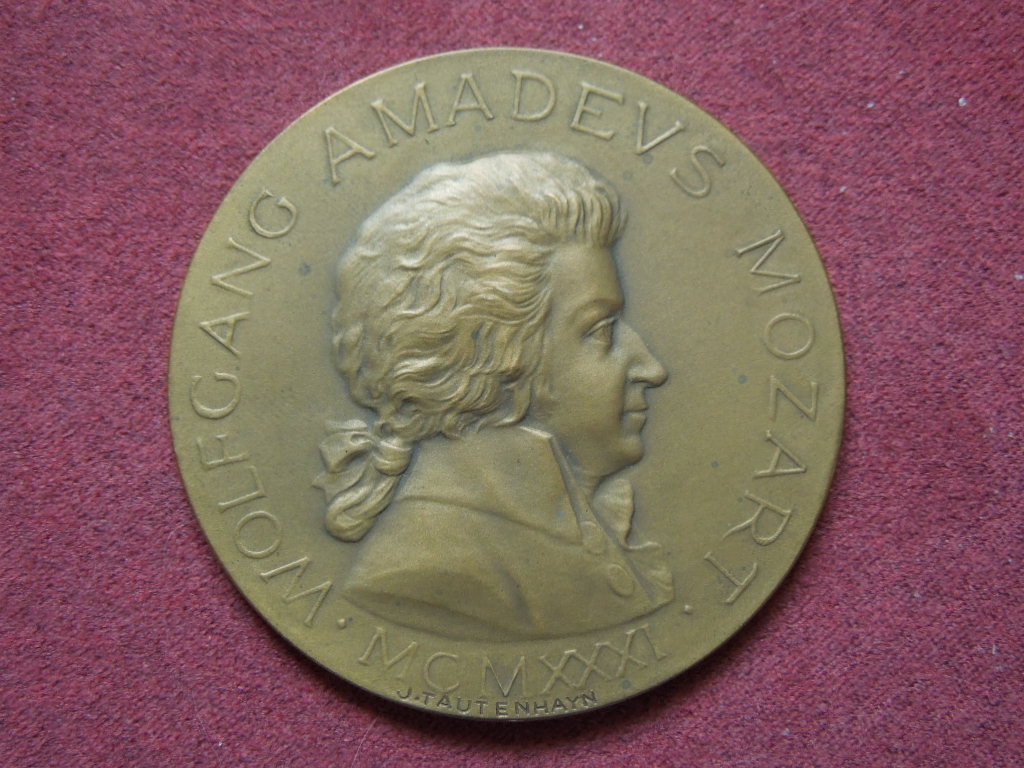 WOLFGANG AMADEVS MOZART
· MCMXXXI ·
J. TAUTENHAYN